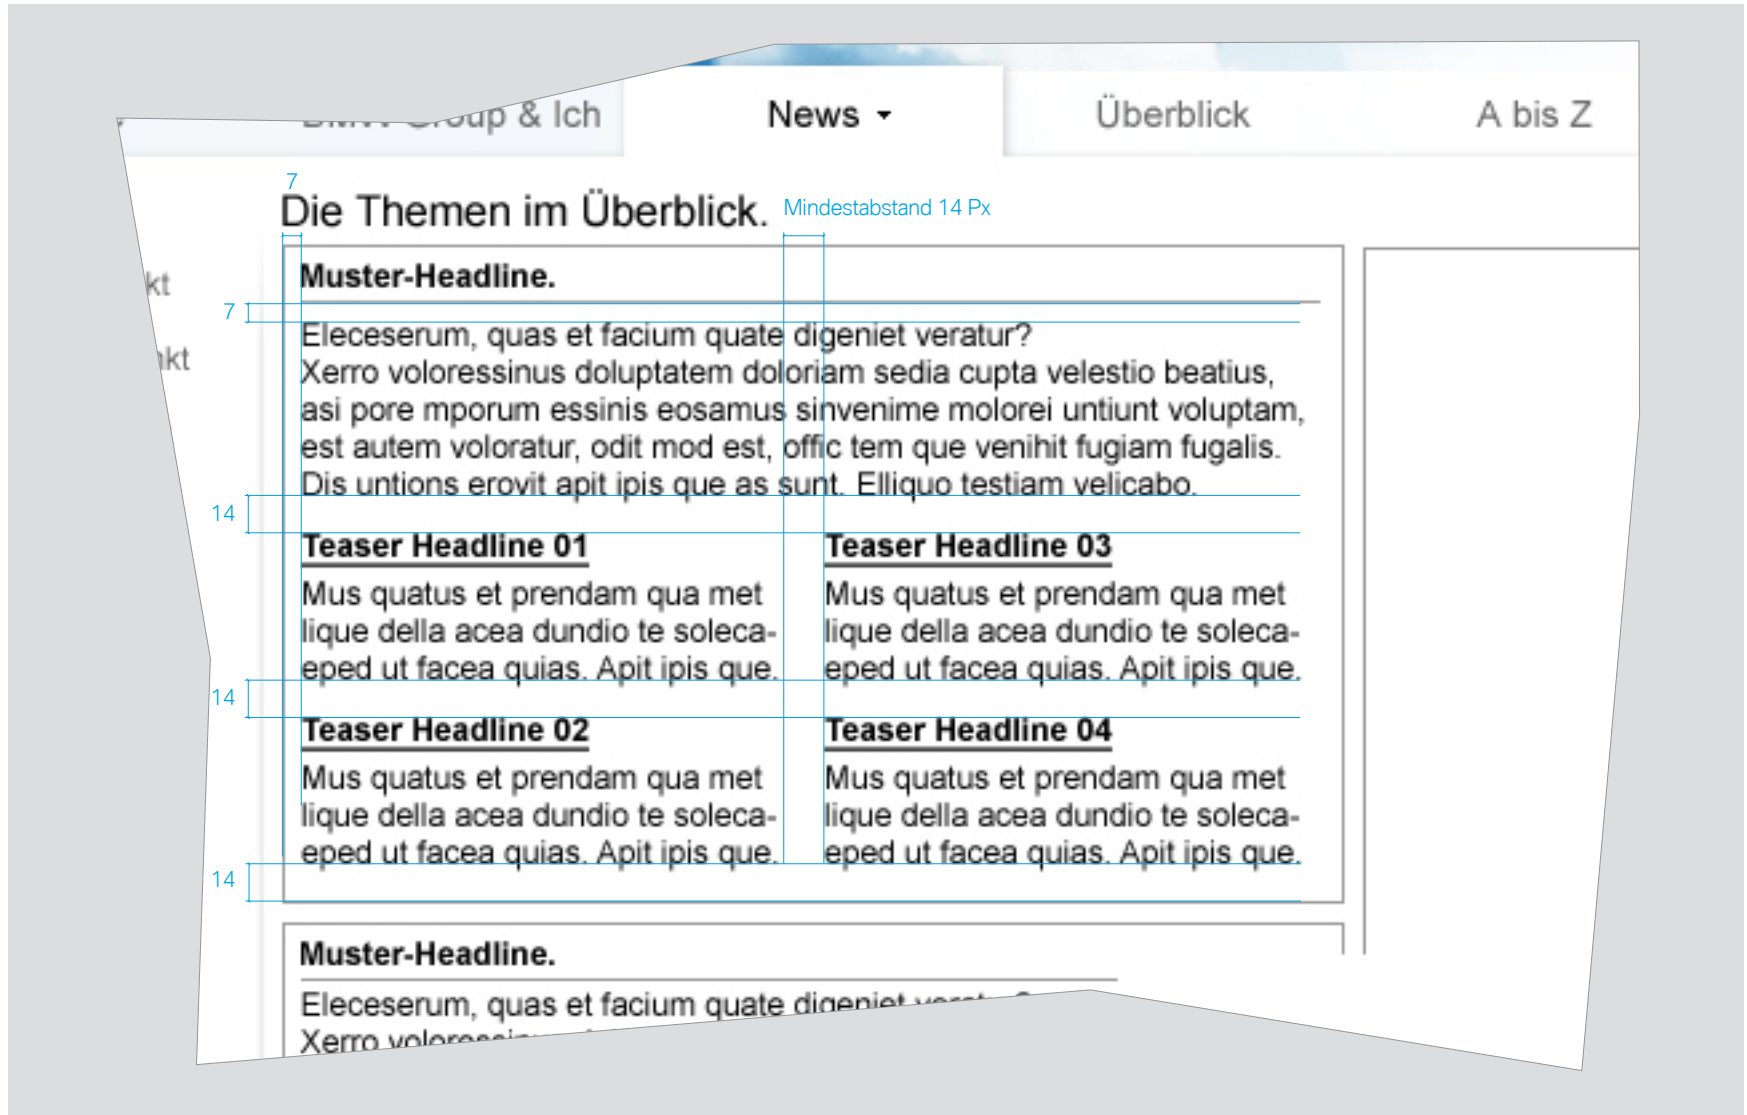 Group & Ich
News
Überblick
A bis Z
7
Die Themen im Überblick.
Mindestabstand 14 Px
Muster-Headline.
7
Eleceserum, quas et facium quate digeniet veratur?
Xerro voloressinus doluptatem doloriam sedia cupta velestio beatius,
asi pore mporum essinis eosamus sinvenime molorei untiunt voluptam,
est autem voloratur, odit mod est, offic tem que venihit fugiam fugalis.
Dis untions erovit apit ipis que as sunt. Elliquo testiam velicabo.
14
Teaser Headline 01
Mus quatus et prendam qua met
lique della acea dundio te soleca-
eped ut facea quias. Apit ipis que.
14
Teaser Headline 02
Mus quatus et prendam qua met
lique della acea dundio te soleca-
eped ut facea quias. Apit ipis que.
14
Teaser Headline 03
Mus quatus et prendam qua met
lique della acea dundio te soleca-
eped ut facea quias. Apit ipis que.
Teaser Headline 04
Mus quatus et prendam qua met
lique della acea dundio te soleca-
eped ut facea quias. Apit ipis que.
kt
nkt
Muster-Headline.
Eleceserum, quas et facium quate digeniet
Xerro